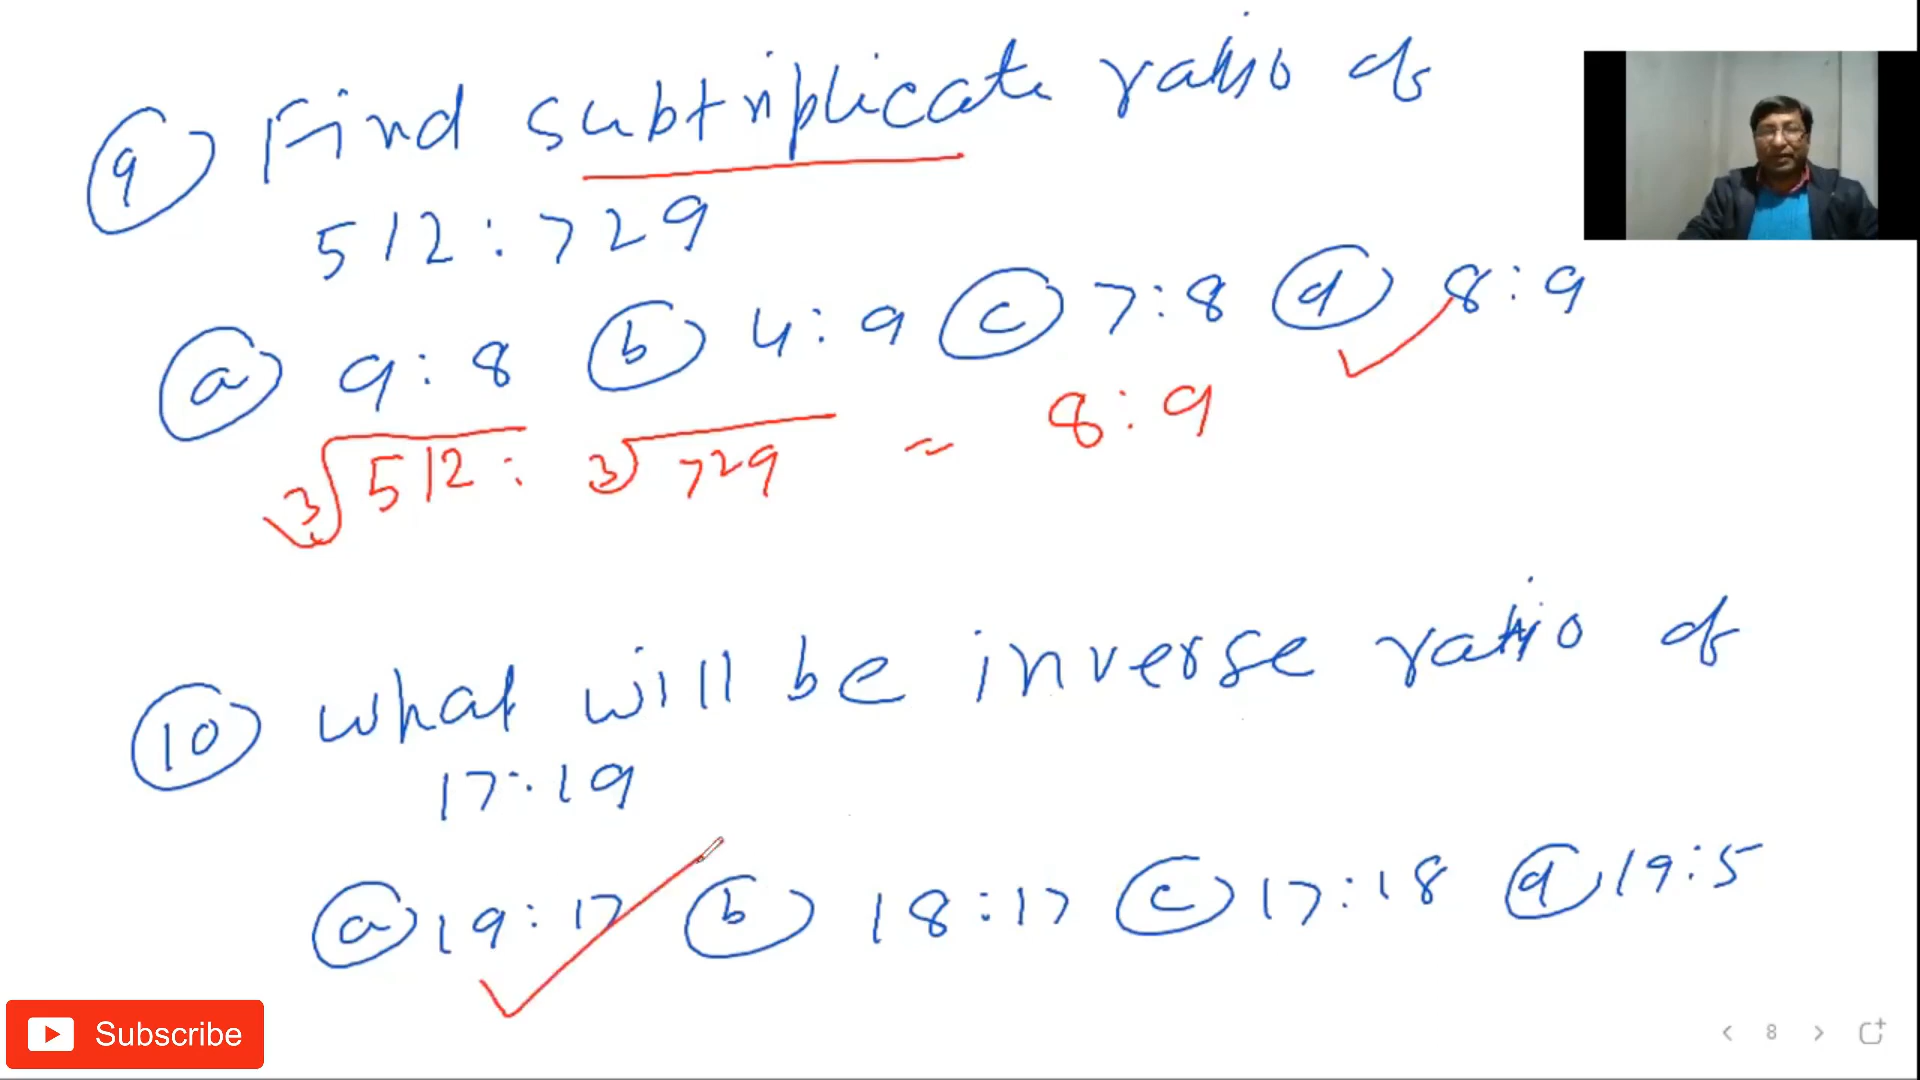 9 Find subtriplicate ratio of
512 : 729
a 9 : 8 b 4 : 9 c 7 : 8 d 8 : 9
3√512 : 3√729 = 8 : 9
10 What will be inverse ratio of
17 : 19
a 19 : 17 b 18 : 17 c 17 : 18 d 19 : 5
Subscribe
8